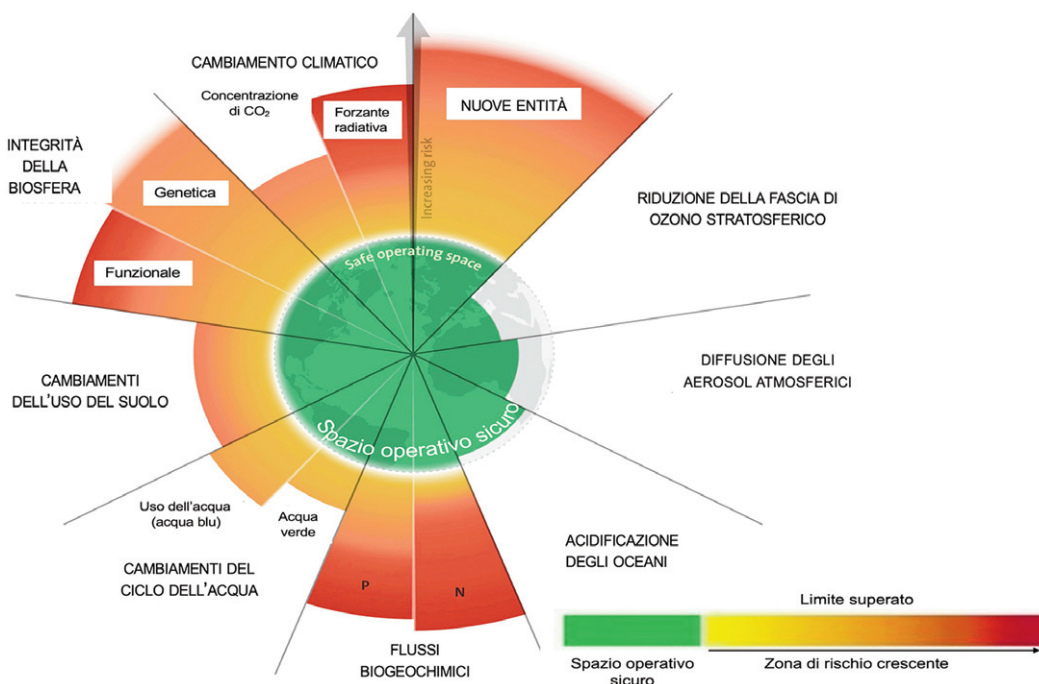 CAMBIAMENTO CLIMATICO
Concentrazione
di CO₂
Forzante
radiativa
NUOVE ENTITÀ
Increasing risk
INTEGRITÀ
DELLA
BIOSFERA
Genetica
Funzionale
RIDUZIONE DELLA FASCIA DI
OZONO STRATOSFERICO
Safe operating space
DIFFUSIONE DEGLI
AEROSOL ATMOSFERICI
CAMBIAMENTI
DELL'USO DEL SUOLO
Spazio operativo sicuro
Uso dell'acqua
(acqua blu)
Acqua
verde
CAMBIAMENTI DEL
CICLO DELL'ACQUA
P
N
FLUSSI
BIOGEOCHIMICI
ACIDIFICAZIONE
DEGLI OCEANI
Limite superato
Spazio operativo
sicuro
Zona di rischio crescente